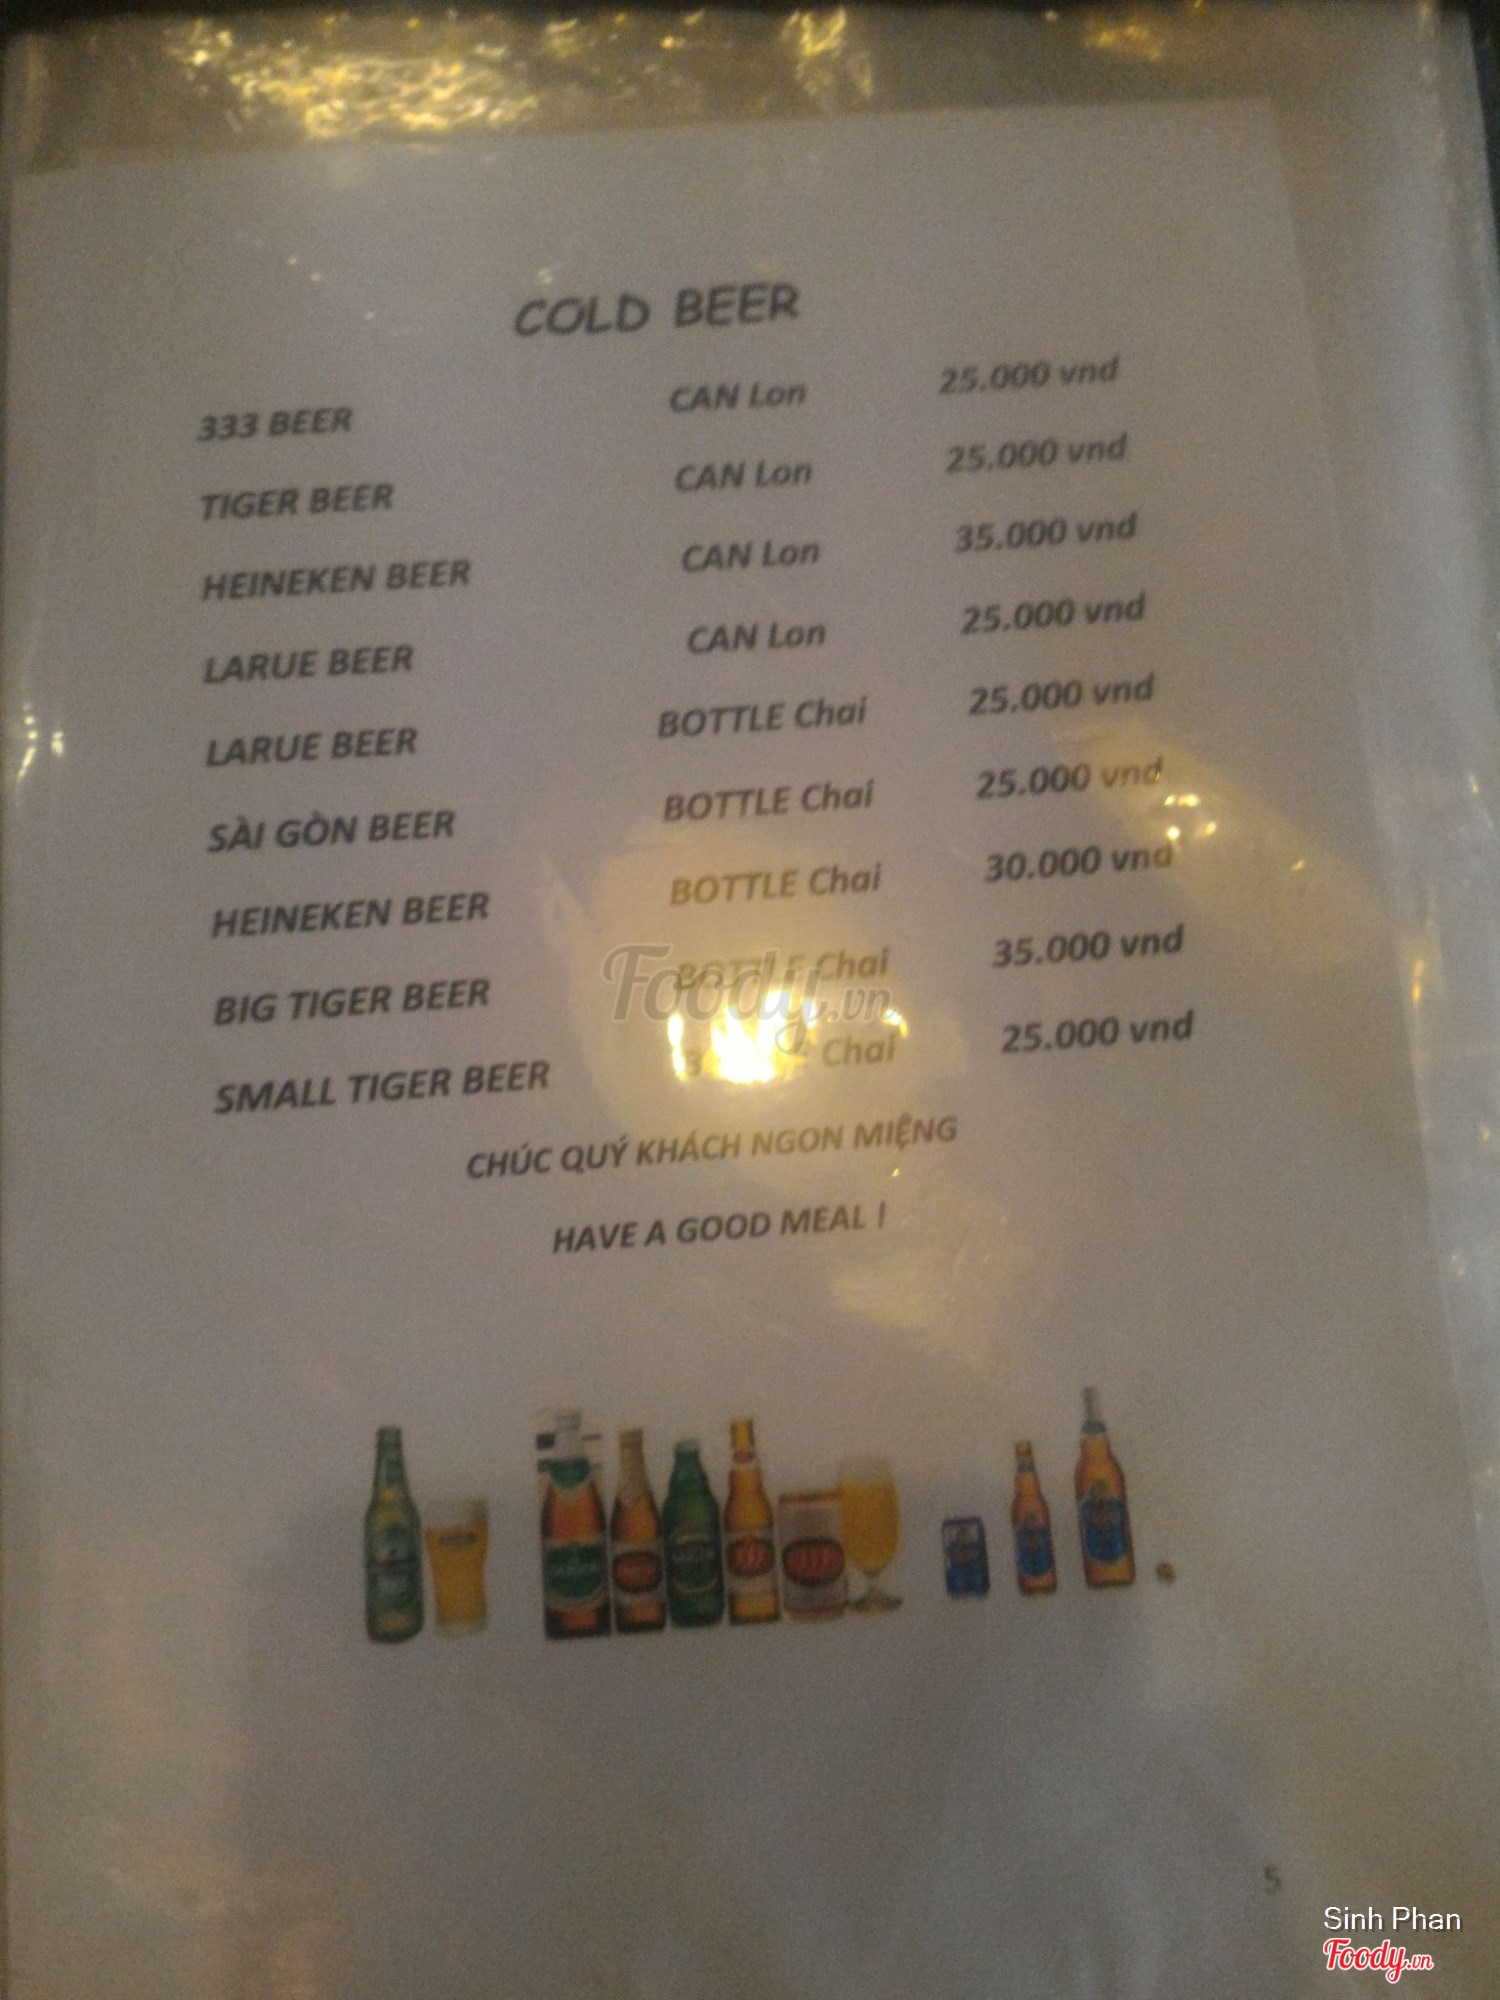 COLD BEER
333 BEER CAN Lon 25.000 vnd
TIGER BEER CAN Lon 25.000 vnd
HEINEKEN BEER CAN Lon 35.000 vnd
LARUE BEER CAN Lon 25.000 vnd
LARUE BEER BOTTLE Chai 25.000 vnd
SÀI GÒN BEER BOTTLE Chai 25.000 vnd
HEINEKEN BEER BOTTLE Chai 30.000 vnd
BIG TIGER BEER BOTTLE Chai 35.000 vnd
SMALL TIGER BEER Chai 25.000 vnd
Foody.vn
CHÚC QUÝ KHÁCH NGON MIỆNG
HAVE A GOOD MEAL !
333
333
5
Sinh Phan
Foody.vn